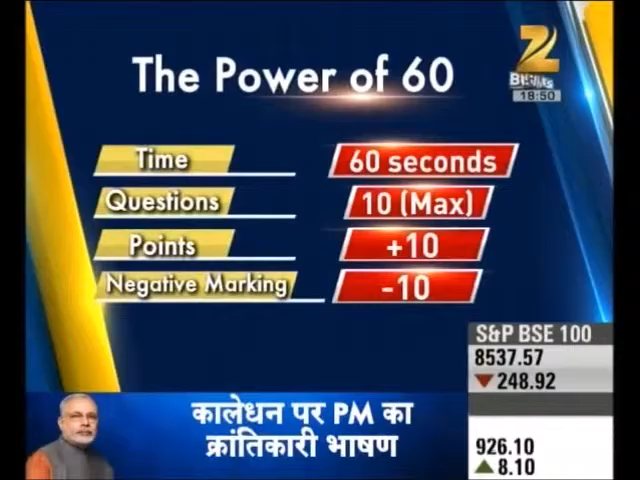 The Power of 60
Z
BUSINESS
18:50
Time
60 seconds
Questions
10 (Max)
Points
+10
Negative Marking
-10
S&P BSE 100
8537.57
▼ 248.92
926.10
▲ 8.10
कालेधन पर PM का
क्रांतिकारी भाषण